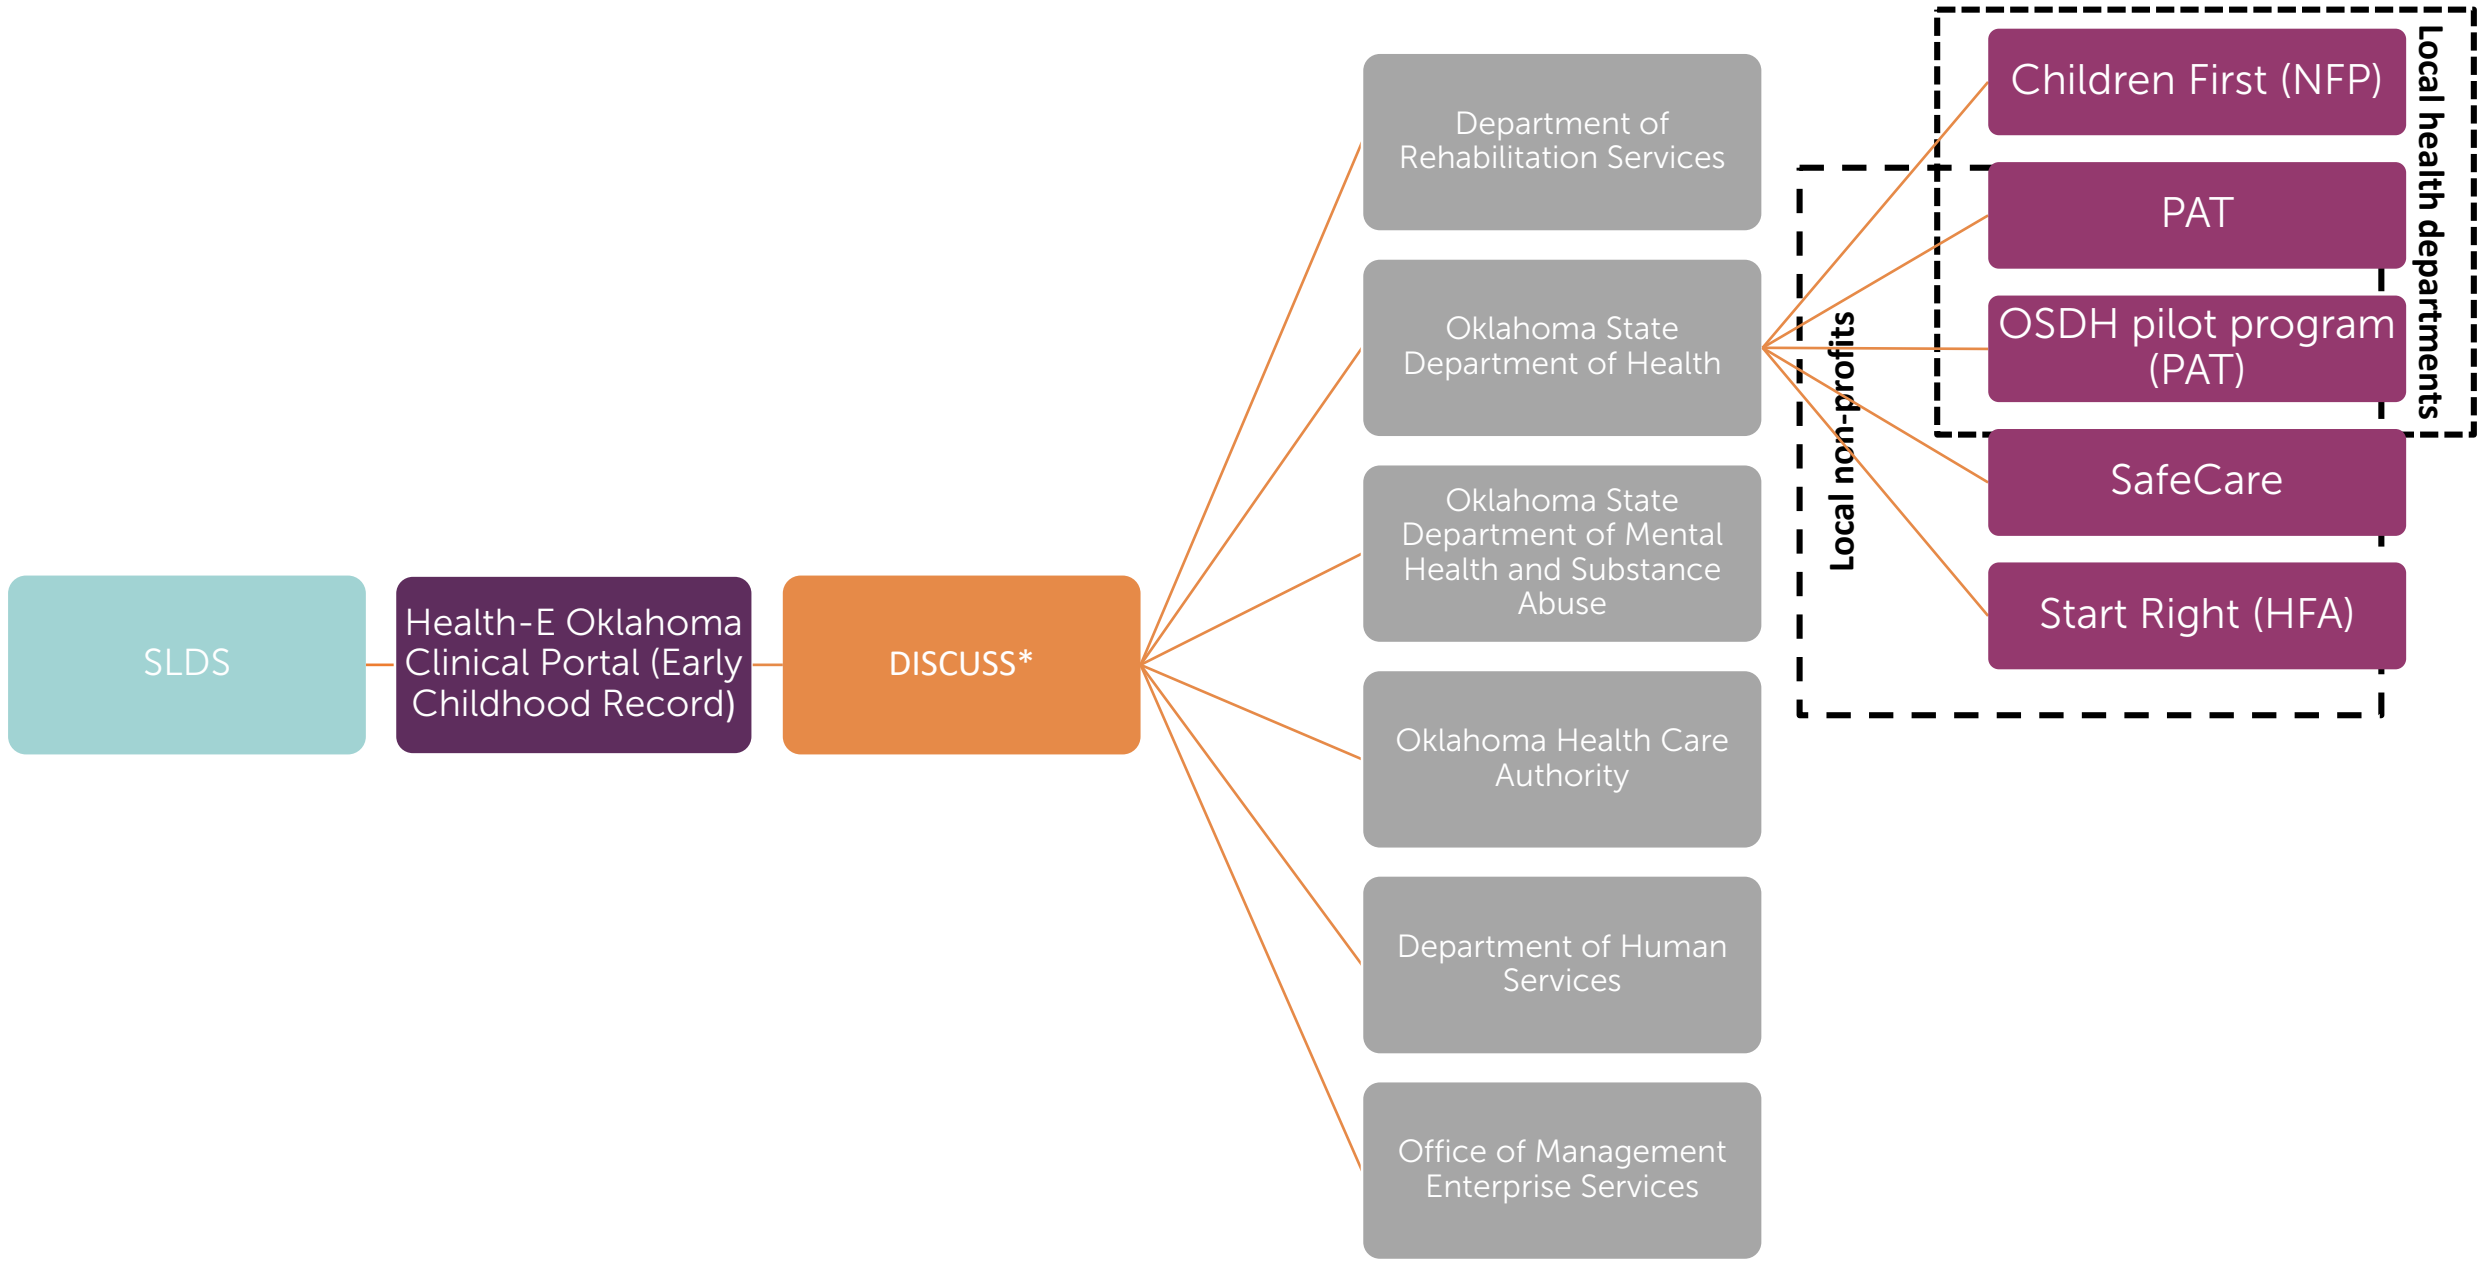 SLDS
Health-E Oklahoma
Clinical Portal (Early
Childhood Record)
DISCUSS*
Department of
Rehabilitation Services
Oklahoma State
Department of Health
Oklahoma State
Department of Mental
Health and Substance
Abuse
Oklahoma Health Care
Authority
Department of Human
Services
Office of Management
Enterprise Services
Local non-profits
Children First (NFP)
PAT
OSDH pilot program
(PAT)
SafeCare
Start Right (HFA)
Local health departments